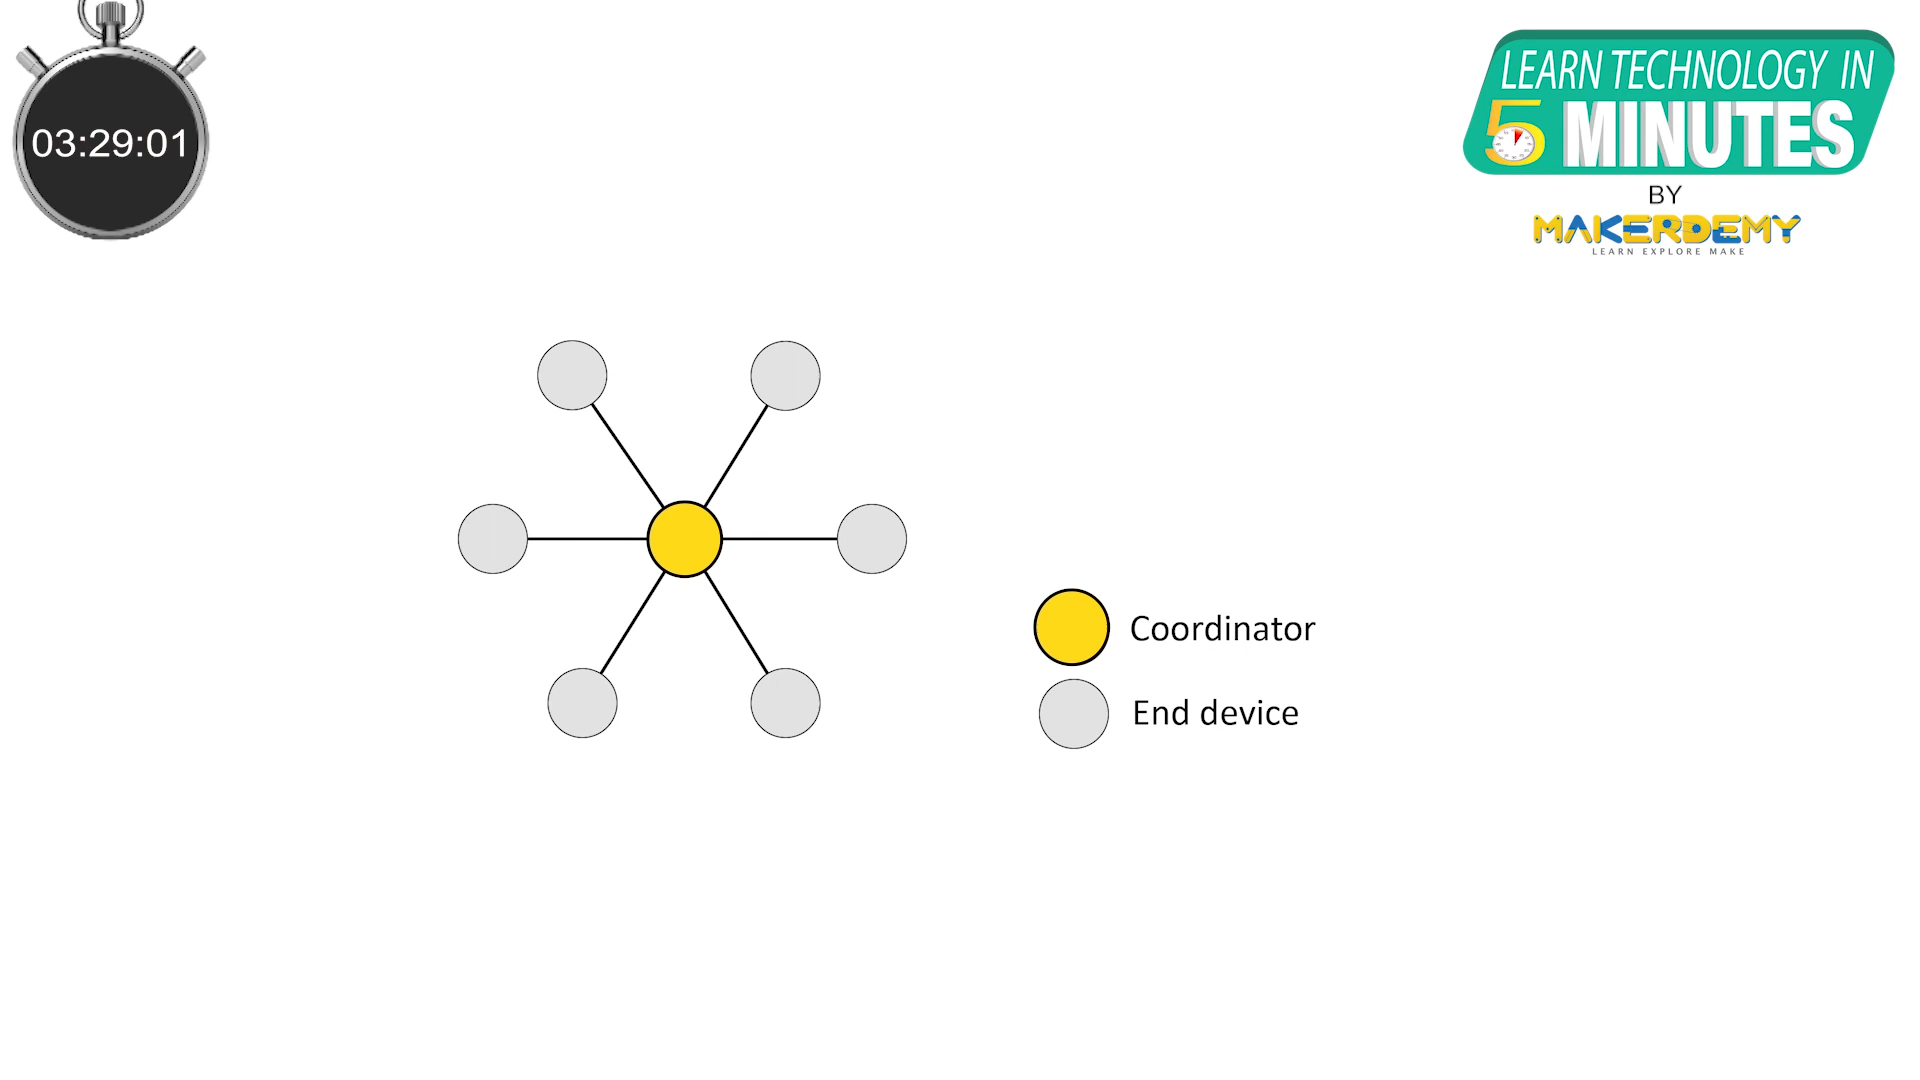 03:29:01
LEARN TECHNOLOGY IN
5 MINUTES
BY
MAKERDEMY
LEARN EXPLORE MAKE
Coordinator
End device